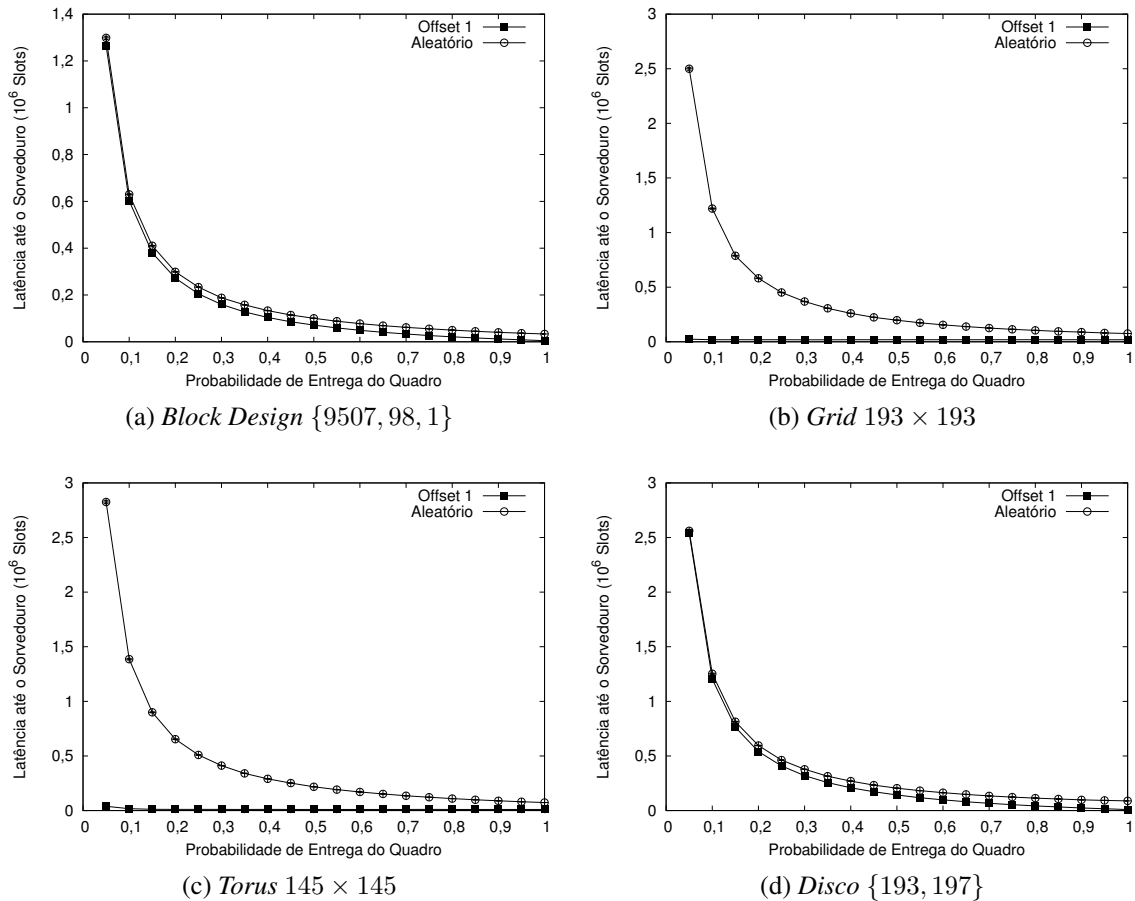 1,4
1,2
1
0,8
0,6
0,4
0,2
0
0 0,1 0,2 0,3 0,4 0,5 0,6 0,7 0,8 0,9 1
Latência até o Sorvedouro (10⁶ Slots)
Probabilidade de Entrega do Quadro
Offset 1
Aleatório
(a) Block Design {9507, 98, 1}
3
2,5
2
1,5
1
0,5
0
0 0,1 0,2 0,3 0,4 0,5 0,6 0,7 0,8 0,9 1
Latência até o Sorvedouro (10⁶ Slots)
Probabilidade de Entrega do Quadro
Offset 1
Aleatório
(b) Grid 193 × 193
3
2,5
2
1,5
1
0,5
0
0 0,1 0,2 0,3 0,4 0,5 0,6 0,7 0,8 0,9 1
Latência até o Sorvedouro (10⁶ Slots)
Probabilidade de Entrega do Quadro
Offset 1
Aleatório
(c) Torus 145 × 145
3
2,5
2
1,5
1
0,5
0
0 0,1 0,2 0,3 0,4 0,5 0,6 0,7 0,8 0,9 1
Latência até o Sorvedouro (10⁶ Slots)
Probabilidade de Entrega do Quadro
Offset 1
Aleatório
(d) Disco {193, 197}